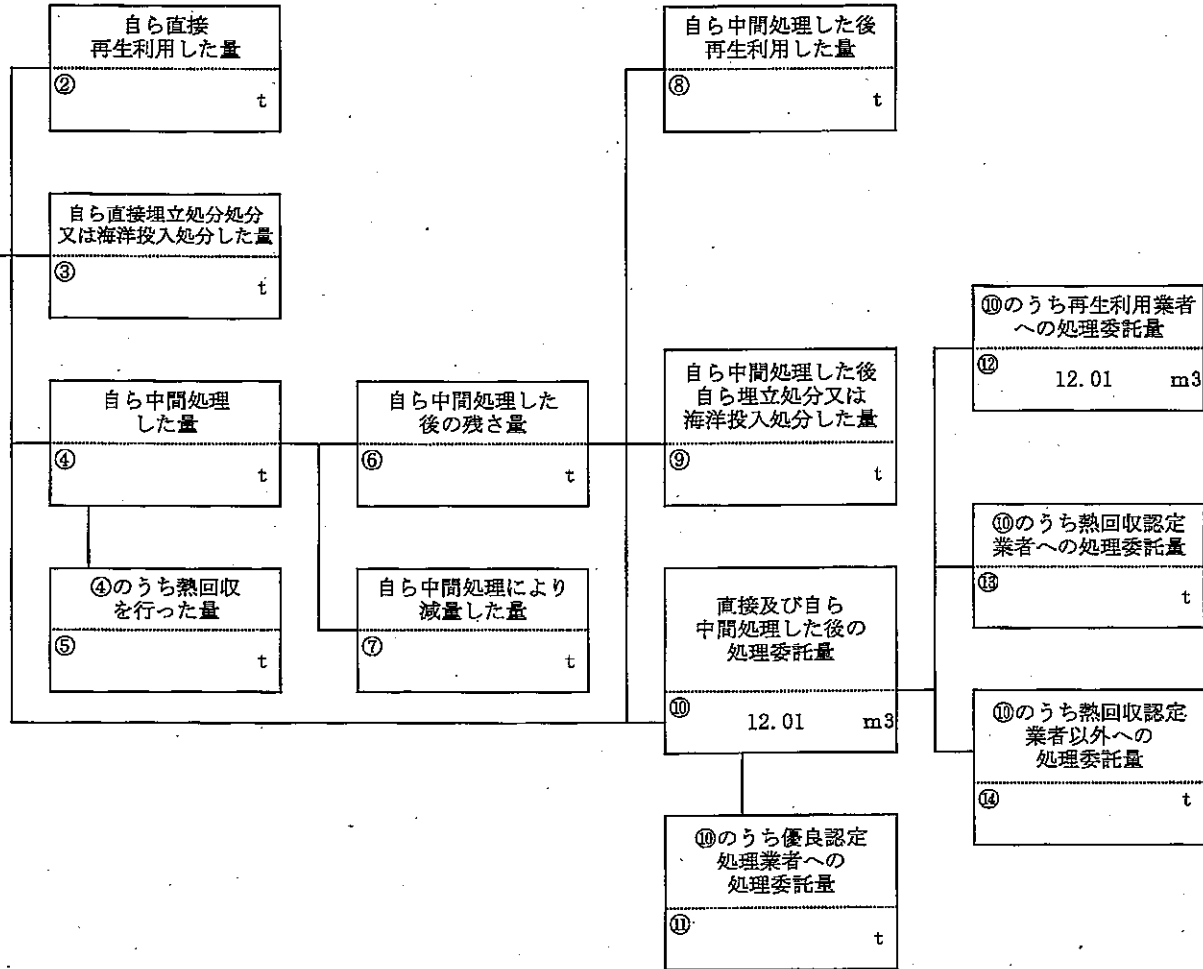 自ら直接
再生利用した量
② t
自ら直接埋立処分処分
又は海洋投入処分した量
③ t
自ら中間処理
した量
④ t
④のうち熱回収
を行った量
⑤ t
自ら中間処理した
後の残さ量
⑥ t
自ら中間処理により
減量した量
⑦ t
自ら中間処理した後
再生利用した量
⑧ t
自ら中間処理した後
自ら埋立処分又は
海洋投入処分した量
⑨ t
直接及び自ら
中間処理した後の
処理委託量
⑩ 12.01 m3
⑩のうち優良認定
処理業者への
処理委託量
⑪ t
⑩のうち再生利用業者
への処理委託量
⑫ 12.01 m3
⑩のうち熱回収認定
業者への処理委託量
⑬ t
⑩のうち熱回収認定
業者以外への
処理委託量
⑭ t